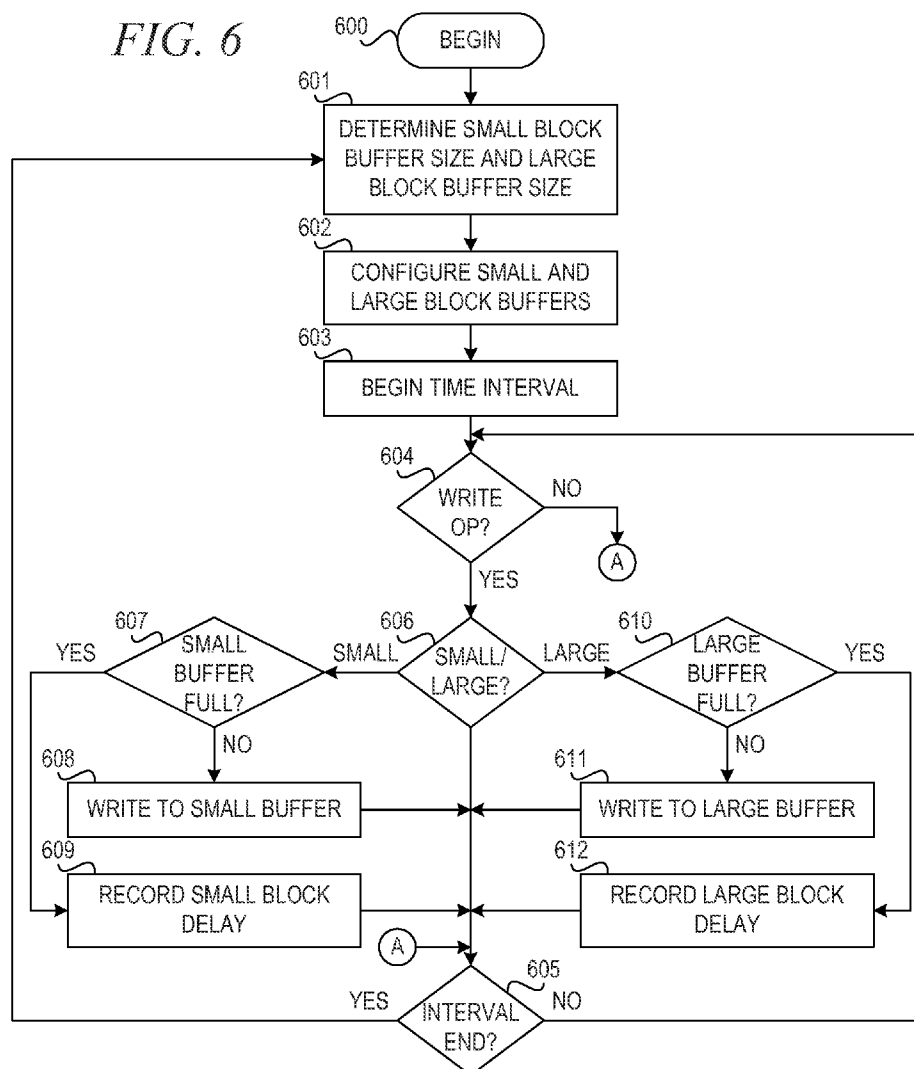 FIG. 6
600
BEGIN
601
DETERMINE SMALL BLOCK
BUFFER SIZE AND LARGE
BLOCK BUFFER SIZE
602
CONFIGURE SMALL AND
LARGE BLOCK BUFFERS
603
BEGIN TIME INTERVAL
604
WRITE
OP?
NO
A
YES
607
YES
SMALL
BUFFER
FULL?
NO
SMALL
606
SMALL/
LARGE?
LARGE
610
LARGE
BUFFER
FULL?
YES
NO
608
WRITE TO SMALL BUFFER
611
WRITE TO LARGE BUFFER
609
RECORD SMALL BLOCK
DELAY
612
RECORD LARGE BLOCK
DELAY
A
605
YES
INTERVAL
END?
NO